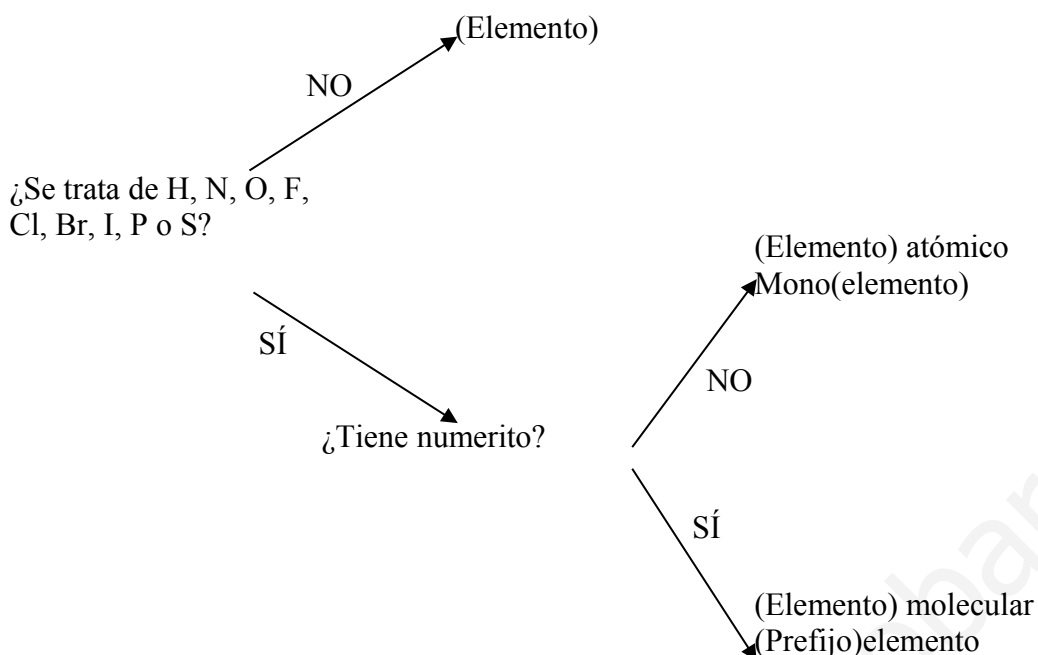 (Elemento)
NO
¿Se trata de H, N, O, F,
Cl, Br, I, P o S?
(Elemento) atómico
Mono(elemento)
SÍ
NO
¿Tiene numerito?
SÍ
(Elemento) molecular
(Prefijo)elemento